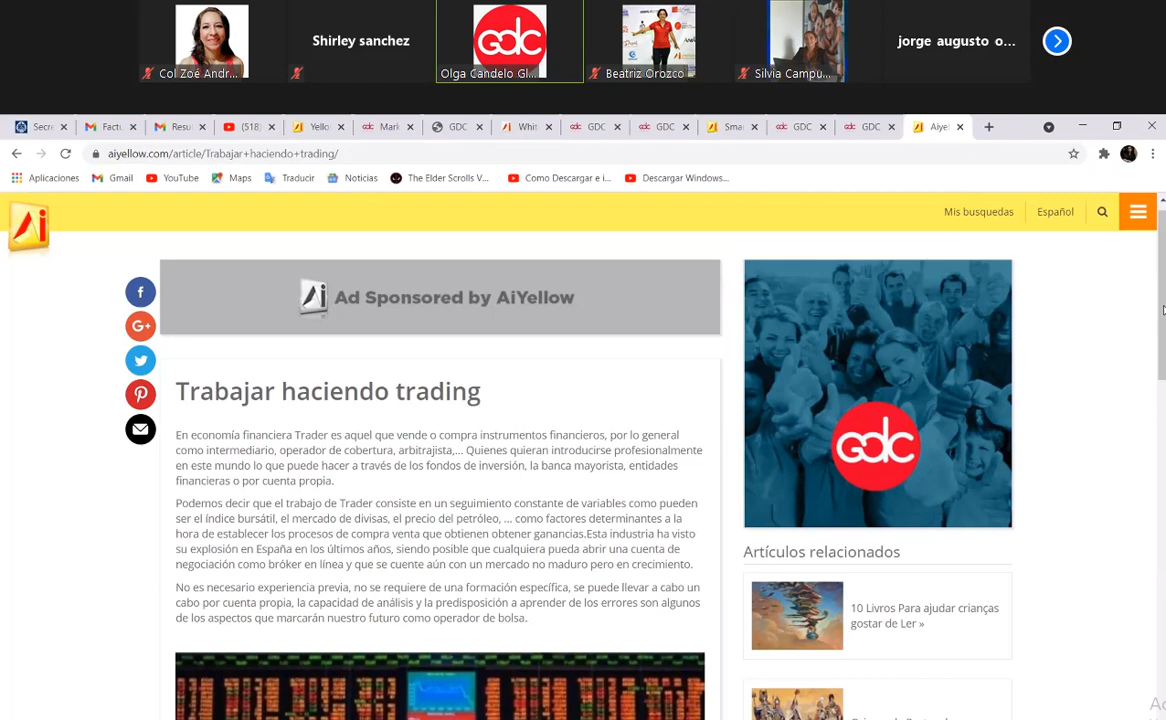 Shirley sanchez
gdc
jorge augusto o...
Col Zoé Andr...
Olga Candelo Gl...
Beatriz Orozco
Silvia Campu...
Secre
Factu
Resu
(518)
Yello
Mark
GDC
Whit
GDC
GDC
Smar
GDC
GDC
Aiyel
aiyellow.com/article/Trabajar+haciendo+trading/
Aplicaciones
Gmail
YouTube
Maps
Traducir
Noticias
The Elder Scrolls V...
Como Descargar e i...
Descargar Windows...
Ai
Mis busquedas
Español
Ai Ad Sponsored by AiYellow
f
G+
Trabajar haciendo trading
En economía financiera Trader es aquel que vende o compra instrumentos financieros, por lo general
como intermediario, operador de cobertura, arbitrajista,... Quienes quieran introducirse profesionalmente
en este mundo lo que puede hacer a través de los fondos de inversión, la banca mayorista, entidades
financieras o por cuenta propia.
Podemos decir que el trabajo de Trader consiste en un seguimiento constante de variables como pueden
ser el índice bursátil, el mercado de divisas, el precio del petróleo, ... como factores determinantes a la
hora de establecer los procesos de compra venta que obtienen obtener ganancias.Esta industria ha visto
su explosión en España en los últimos años, siendo posible que cualquiera pueda abrir una cuenta de
negociación como bróker en línea y que se cuente aún con un mercado no maduro pero en crecimiento.
No es necesario experiencia previa, no se requiere de una formación específica, se puede llevar a cabo un
cabo por cuenta propia, la capacidad de análisis y la predisposición a aprender de los errores son algunos
de los aspectos que marcarán nuestro futuro como operador de bolsa.
gdc
Artículos relacionados
10 Livros Para ajudar crianças
gostar de Ler »